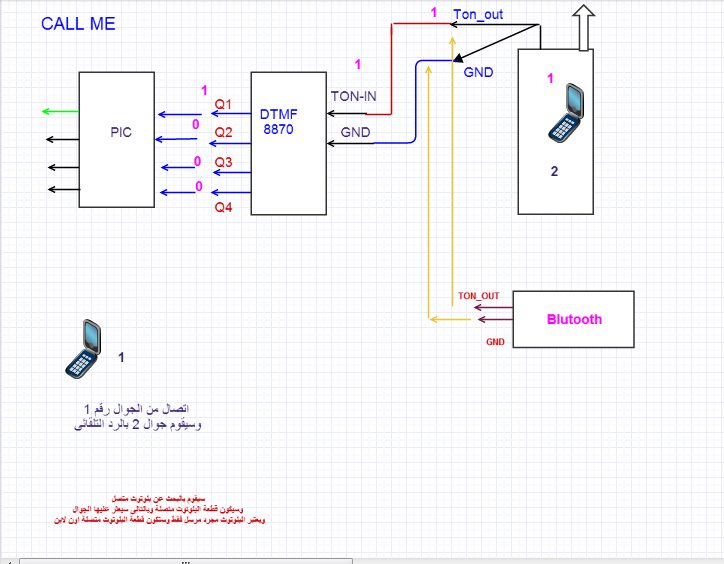 CALL ME
1
Ton_out
GND
1
TON-IN
GND
DTMF
8870
1
Q1
0
Q2
0
Q3
0
Q4
PIC
1
2
TON_OUT
Blutooth
GND
1
اتصال من الجوال رقم 1
وسيقوم جوال 2 بالرد التلقائى
سيقوم بالبحث عن بلوتوث متصل
وسيكون قطعة البلوتوث متصلة وبالتالى سيعثر عليها الجوال
ويعتبر البلوتوث مجرد مرسل فقط وستكون قطعة البلوتوث متصلة اون لاين